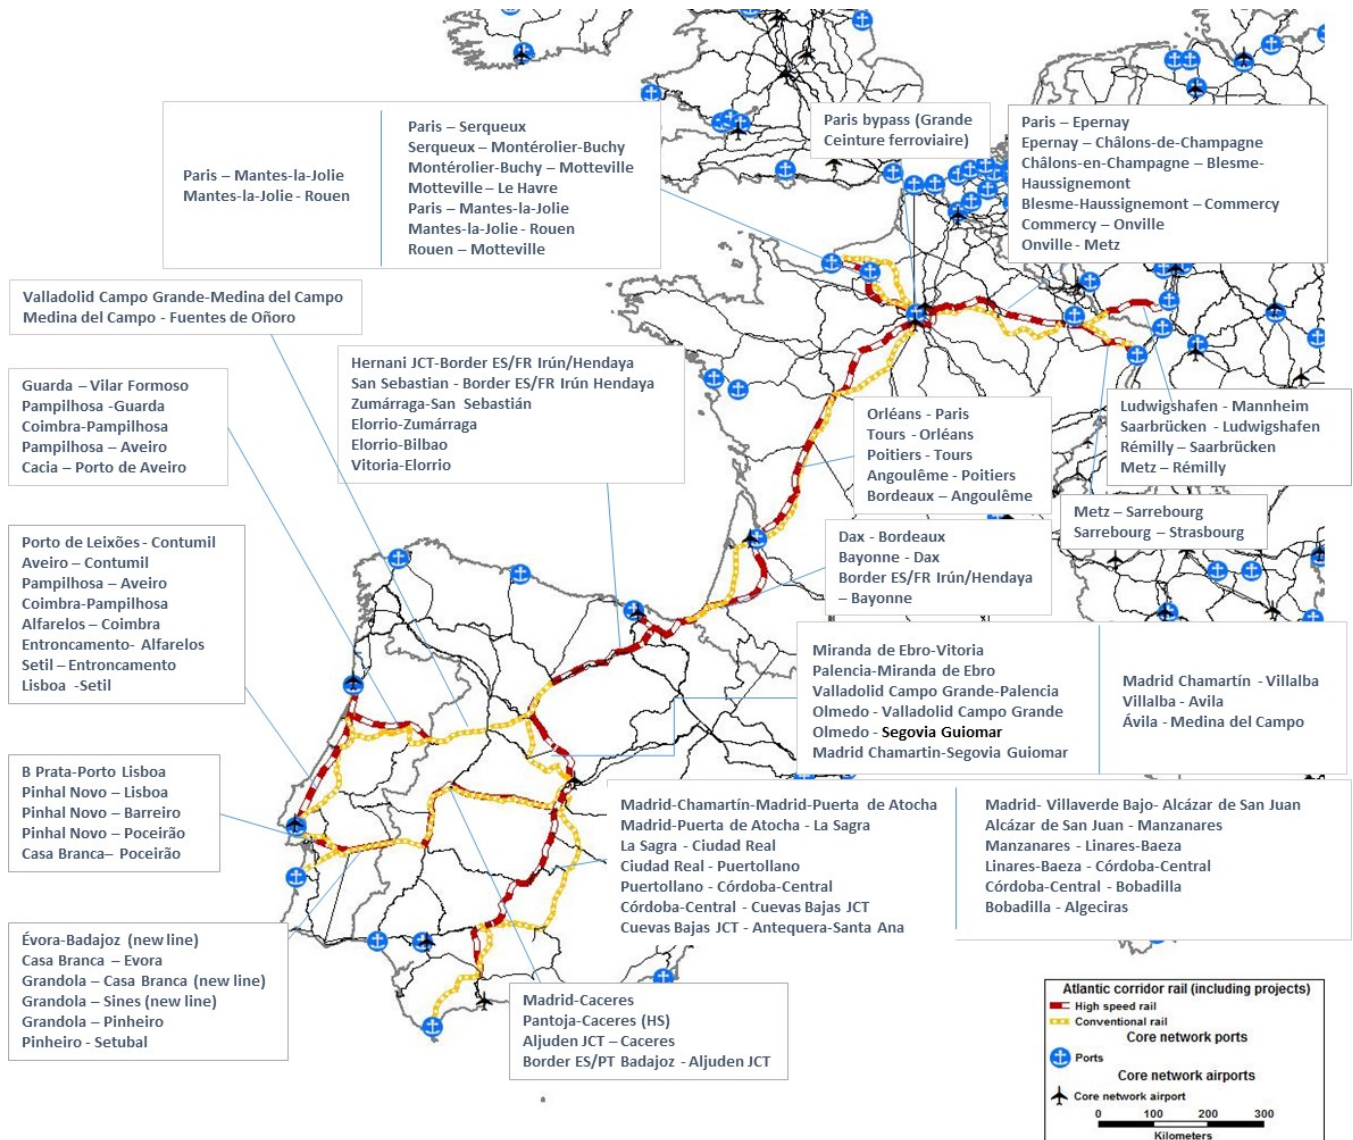 Paris – Mantes-la-Jolie
Mantes-la-Jolie - Rouen
Paris – Serqueux
Serqueux – Montérolier-Buchy
Montérolier-Buchy – Motteville
Motteville – Le Havre
Paris – Mantes-la-Jolie
Mantes-la-Jolie - Rouen
Rouen – Motteville
Paris bypass (Grande
Ceinture ferroviaire)
Paris – Epernay
Epernay – Châlons-de-Champagne
Châlons-en-Champagne – Blesme-
Haussignemont
Blesme-Haussignemont – Commercy
Commercy – Onville
Onville - Metz
Valladolid Campo Grande-Medina del Campo
Medina del Campo - Fuentes de Oñoro
Hernani JCT-Border ES/FR Irún/Hendaya
San Sebastian - Border ES/FR Irún Hendaya
Zumárraga-San Sebastián
Elorrio-Zumárraga
Elorrio-Bilbao
Vitoria-Elorrio
Guarda – Vilar Formoso
Pampilhosa -Guarda
Coimbra-Pampilhosa
Pampilhosa – Aveiro
Cacia – Porto de Aveiro
Orléans - Paris
Tours - Orléans
Poitiers - Tours
Angoulême - Poitiers
Bordeaux – Angoulême
Ludwigshafen - Mannheim
Saarbrücken - Ludwigshafen
Rémilly – Saarbrücken
Metz – Rémilly
Metz – Sarrebourg
Sarrebourg – Strasbourg
Dax - Bordeaux
Bayonne - Dax
Border ES/FR Irún/Hendaya
– Bayonne
Porto de Leixões - Contumil
Aveiro – Contumil
Pampilhosa – Aveiro
Coimbra-Pampilhosa
Alfarelos – Coimbra
Entroncamento- Alfarelos
Setil – Entroncamento
Lisboa -Setil
Miranda de Ebro-Vitoria
Palencia-Miranda de Ebro
Valladolid Campo Grande-Palencia
Olmedo - Valladolid Campo Grande
Olmedo - Segovia Guiomar
Madrid Chamartin-Segovia Guiomar
Madrid Chamartín - Villalba
Villalba - Avila
Ávila - Medina del Campo
B Prata-Porto Lisboa
Pinhal Novo – Lisboa
Pinhal Novo – Barreiro
Pinhal Novo – Poceirão
Casa Branca– Poceirão
Madrid-Chamartín-Madrid-Puerta de Atocha
Madrid-Puerta de Atocha - La Sagra
La Sagra - Ciudad Real
Ciudad Real - Puertollano
Puertollano - Córdoba-Central
Córdoba-Central - Cuevas Bajas JCT
Cuevas Bajas JCT - Antequera-Santa Ana
Madrid- Villaverde Bajo- Alcázar de San Juan
Alcázar de San Juan - Manzanares
Manzanares - Linares-Baeza
Linares-Baeza - Córdoba-Central
Córdoba-Central - Bobadilla
Bobadilla - Algeciras
Évora-Badajoz (new line)
Casa Branca – Evora
Grandola – Casa Branca (new line)
Grandola – Sines (new line)
Grandola – Pinheiro
Pinheiro - Setubal
Madrid-Caceres
Pantoja-Caceres (HS)
Aljuden JCT – Caceres
Border ES/PT Badajoz - Aljuden JCT
Atlantic corridor rail (including projects)
High speed rail
Conventional rail
Core network ports
Ports
Core network airports
Core network airport
0 100 200 300
Kilometers